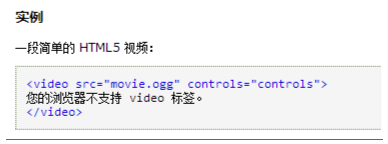 实例
一段简单的 HTML5 视频：
<video src="movie.ogg" controls="controls">
您的浏览器不支持 video 标签。
</video>